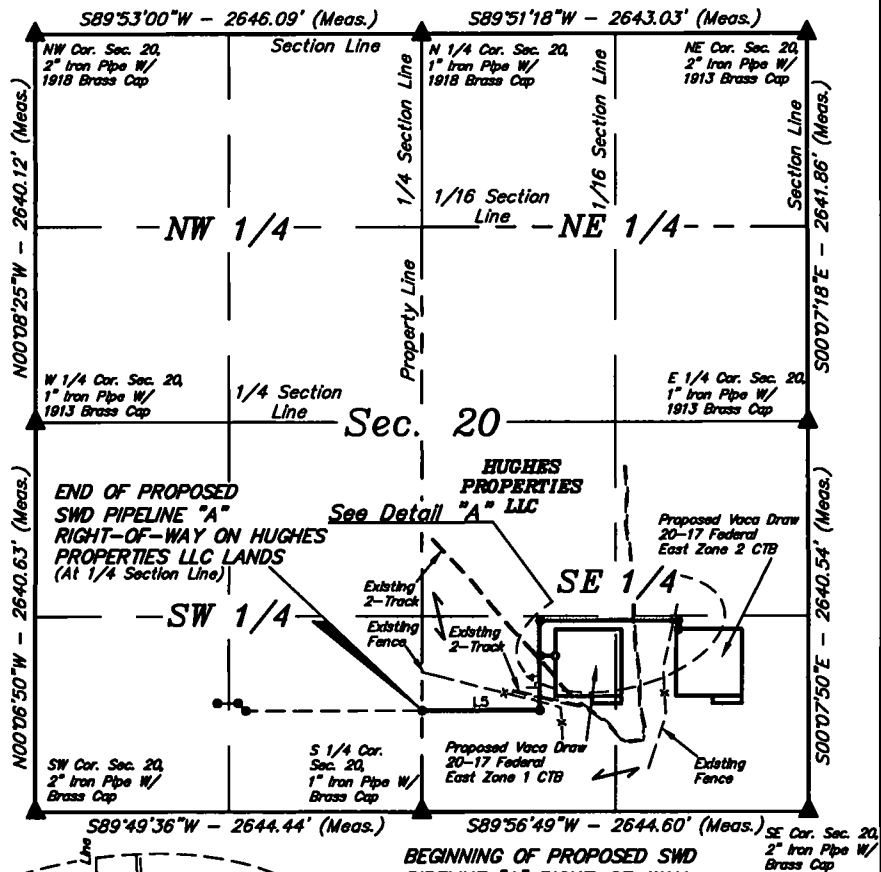 S89°53'00"W - 2646.09' (Meas.)
S89°51'18"W - 2643.03' (Meas.)
NW Cor. Sec. 20,
2" Iron Pipe W/
1918 Brass Cap
Section Line
N 1/4 Cor. Sec. 20,
1" Iron Pipe W/
1918 Brass Cap
NE Cor. Sec. 20,
2" Iron Pipe W/
1913 Brass Cap
N00°08'25"W - 2640.12' (Meas.)
1/4 Section Line
1/16 Section Line
Section Line
S00°07'18"E - 2641.86' (Meas.)
1/16 Section
Line
NW 1/4
NE 1/4
Property Line
W 1/4 Cor. Sec. 20,
1" Iron Pipe W/
1913 Brass Cap
1/4 Section
Line
E 1/4 Cor. Sec. 20,
1" Iron Pipe W/
1913 Brass Cap
Sec. 20
HUGHES
PROPERTIES
LLC
END OF PROPOSED
SWD PIPELINE "A"
RIGHT-OF-WAY ON HUGHES
PROPERTIES LLC LANDS
(At 1/4 Section Line)
See Detail "A"
Proposed Vaca Draw
20-17 Federal
East Zone 2 CTB
N00°06'50"W - 2640.63' (Meas.)
S00°07'50"E - 2640.54' (Meas.)
Existing
2-Track
SE 1/4
SW 1/4
Existing
Fence
Existing
2-Track
L5
SW Cor. Sec. 20,
2" Iron Pipe W/
Brass Cap
S 1/4 Cor.
Sec. 20,
1" Iron Pipe W/
Brass Cap
Proposed Vaca Draw
20-17 Federal
East Zone 1 CTB
Existing
Fence
S89°49'36"W - 2644.44' (Meas.)
S89°56'49"W - 2644.60' (Meas.)
SE Cor. Sec. 20,
2" Iron Pipe W/
Brass Cap
Line
BEGINNING OF PROPOSED SWD
PIPELINE "A" RIGHT-OF-WAY